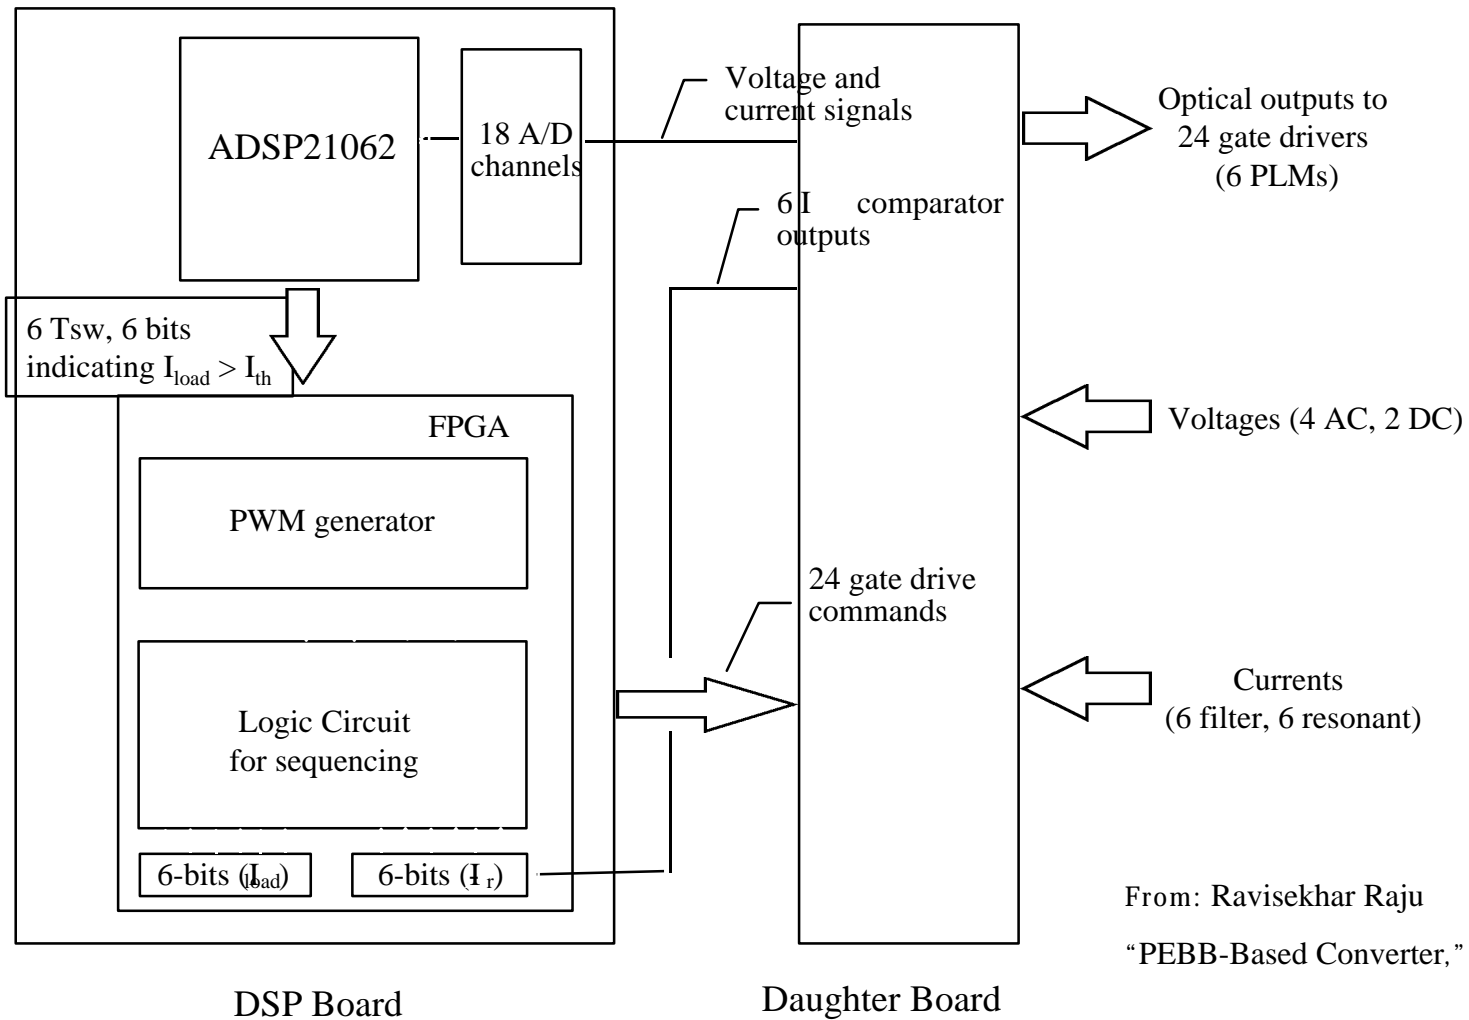 ADSP21062
18 A/D
channels
Voltage and
current signals
Optical outputs to
24 gate drivers
(6 PLMs)
6 I comparator
outputs
6 Tsw, 6 bits
indicating Iload > Ith
FPGA
Voltages (4 AC, 2 DC)
PWM generator
24 gate drive
commands
Logic Circuit
for sequencing
Currents
(6 filter, 6 resonant)
6-bits (Iload)
6-bits (I r)
From: Ravisekhar Raju
“PEBB-Based Converter,”
DSP Board
Daughter Board